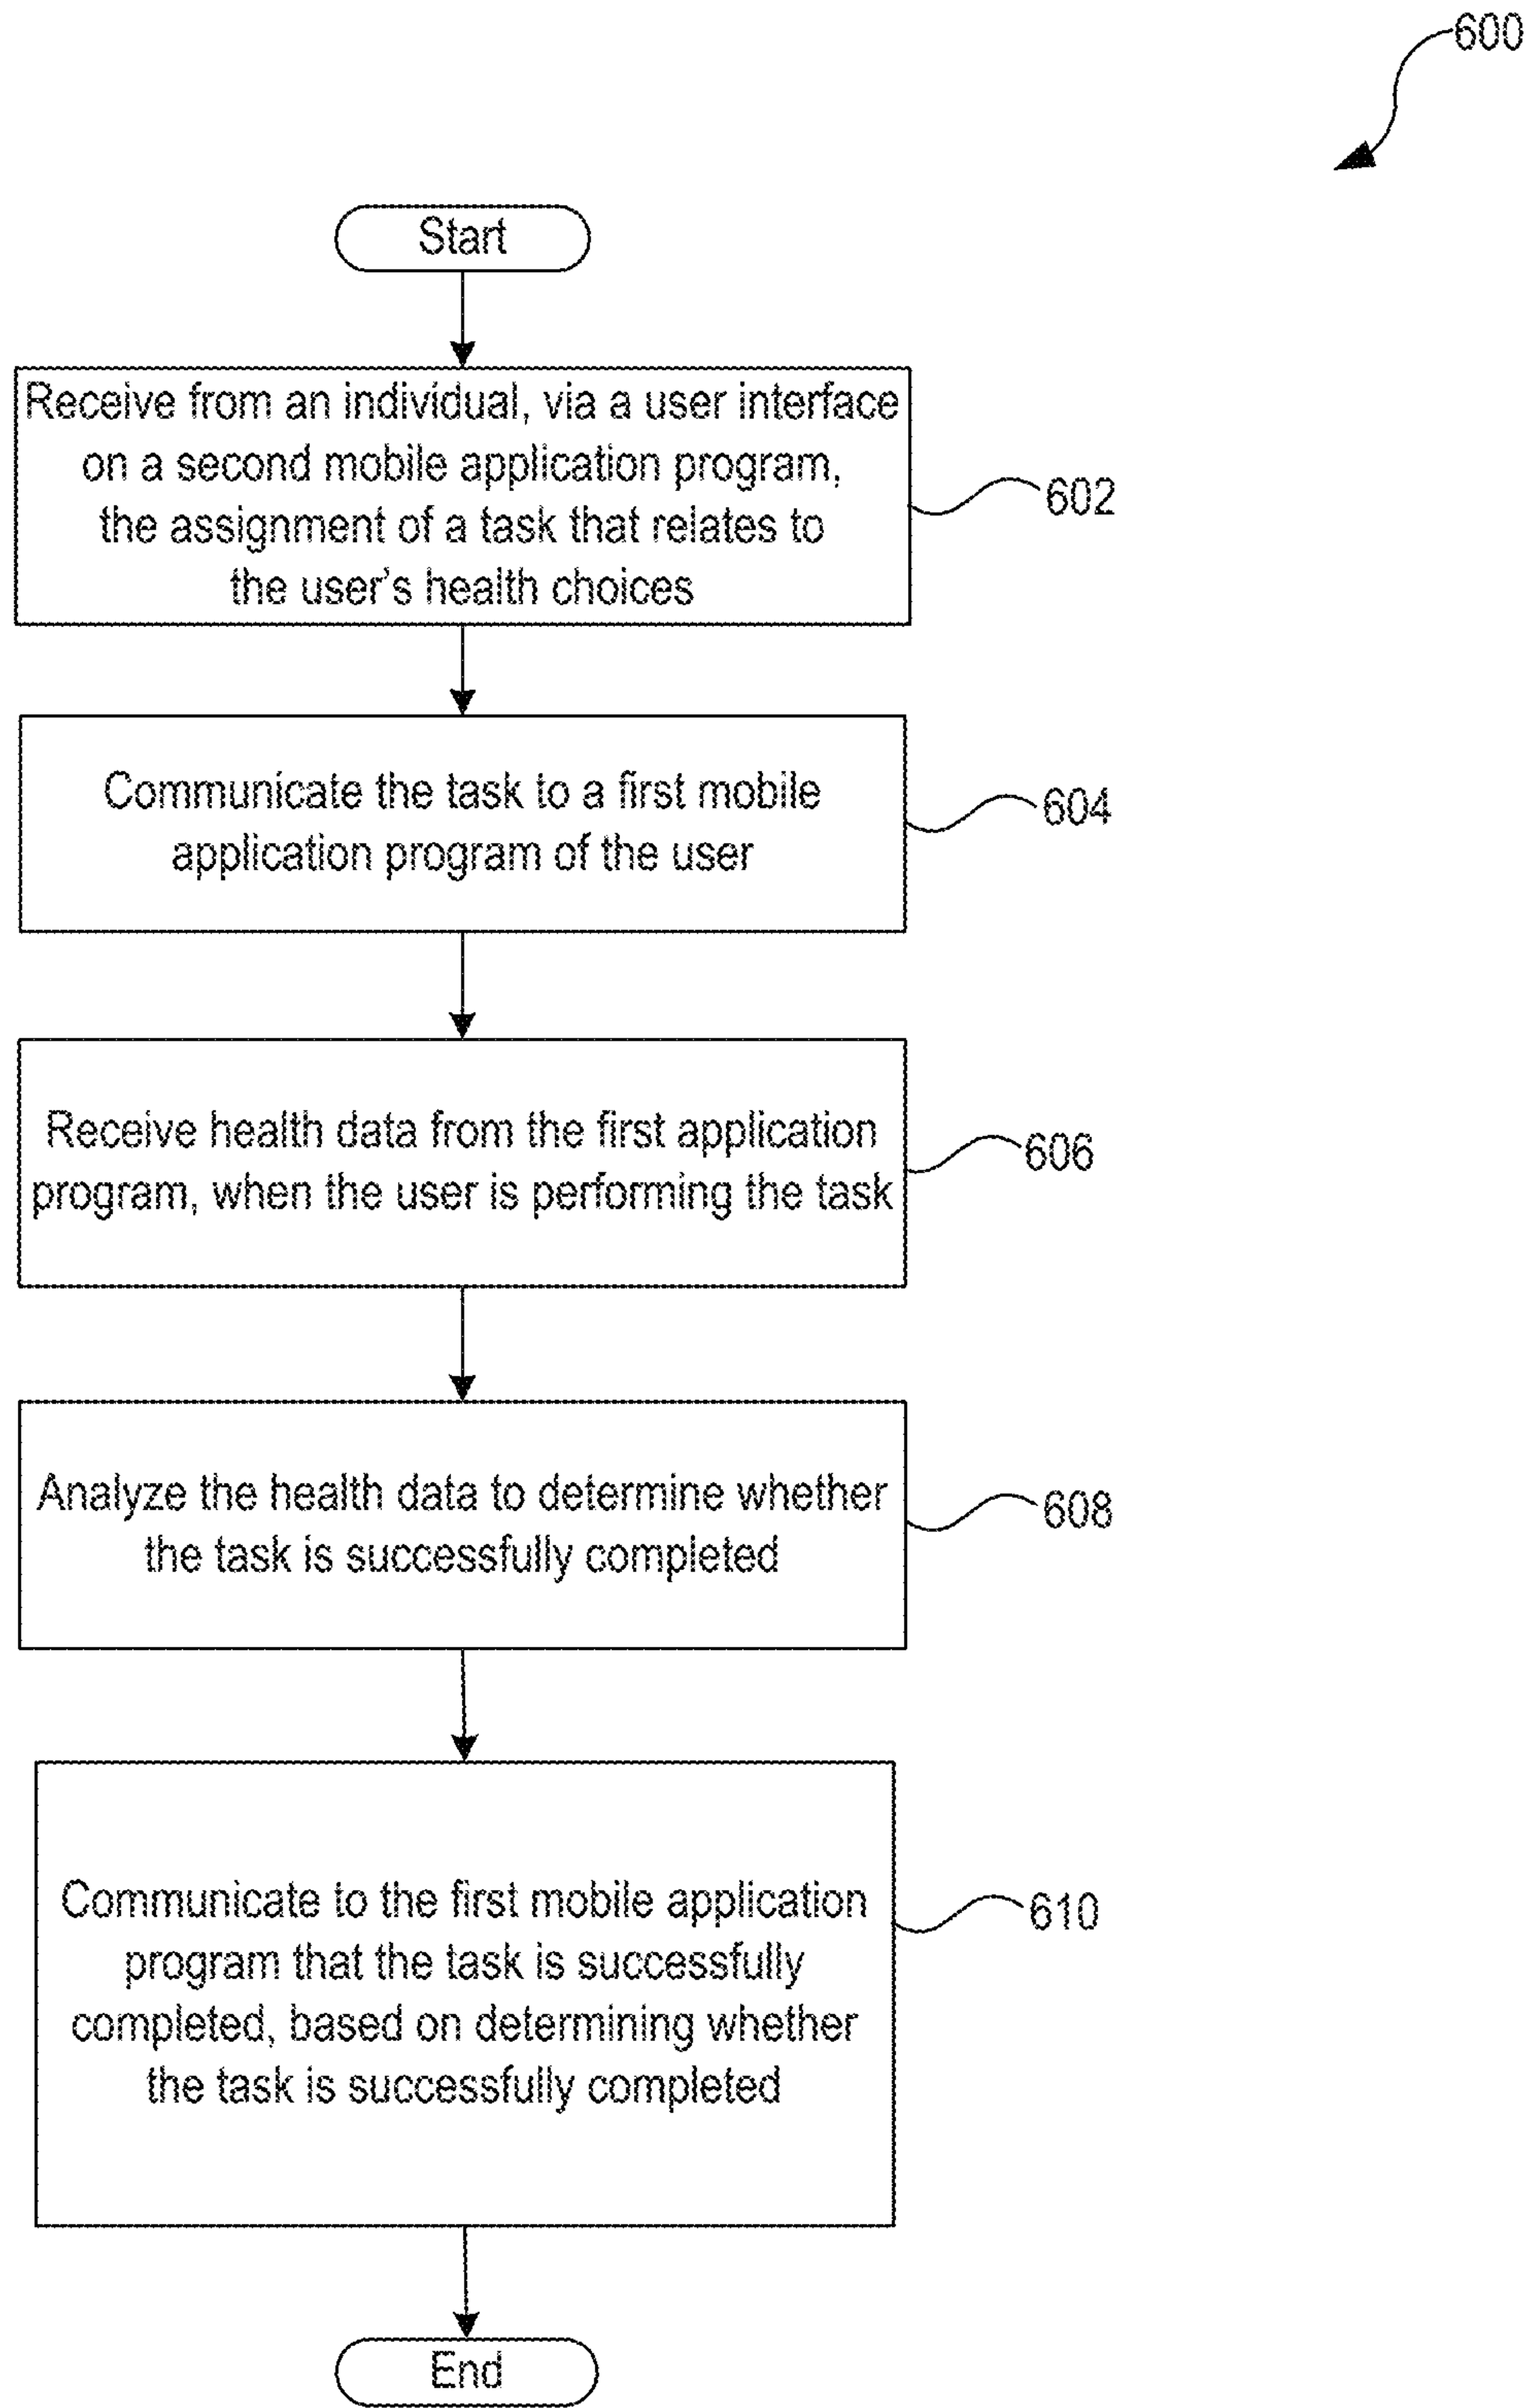 600
Start
Receive from an individual, via a user interface
on a second mobile application program,
the assignment of a task that relates to
the user's health choices
602
Communicate the task to a first mobile
application program of the user
604
Receive health data from the first application
program, when the user is performing the task
606
Analyze the health data to determine whether
the task is successfully completed
608
Communicate to the first mobile application
program that the task is successfully
completed, based on determining whether
the task is successfully completed
610
End